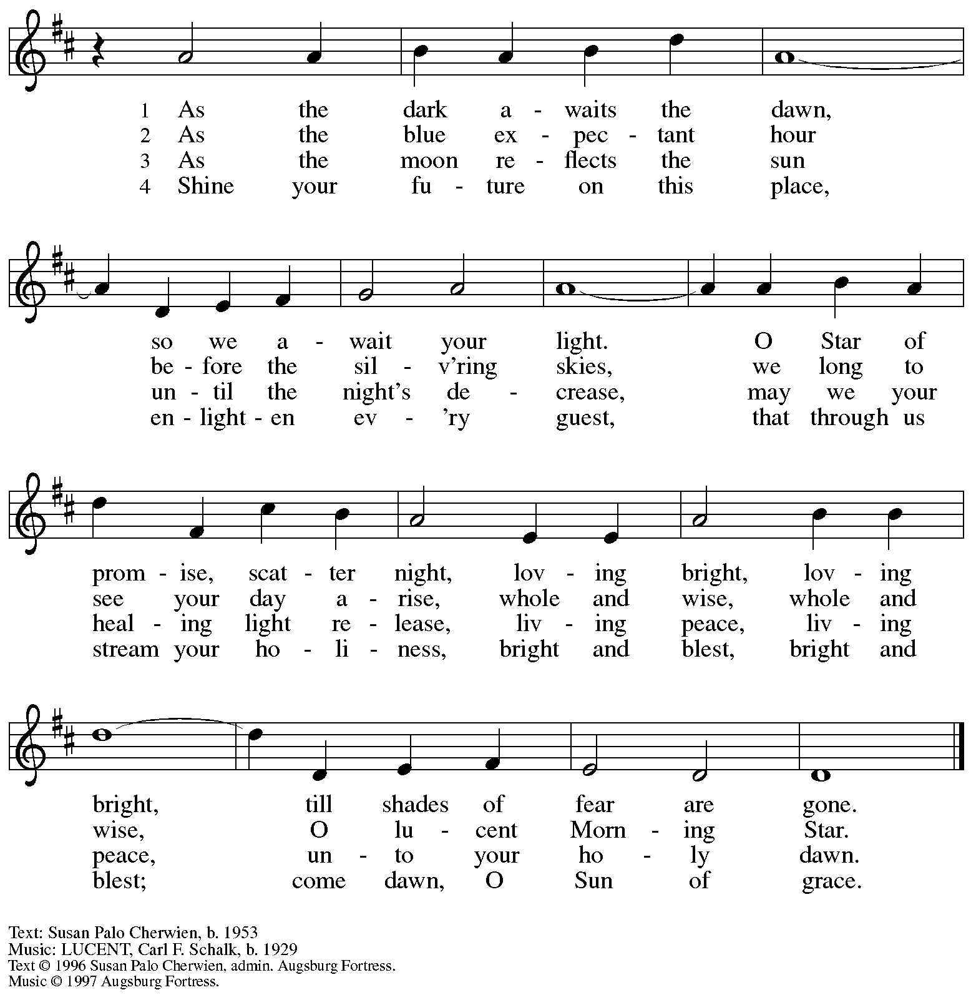 1 As the dark a - waits the dawn,
2 As the blue ex - pec - tant hour
3 As the moon re - flects the sun
4 Shine your fu - ture on this place,
so we a - wait your light. O Star of
be - fore the sil - v’ring skies, we long to
un - til the night’s de - crease, may we your
en - light - en ev - ’ry guest, that through us
prom - ise, scat - ter night, lov - ing bright, lov - ing
see your day a - rise, whole and wise, whole and
heal - ing light re - lease, liv - ing peace, liv - ing
stream your ho - li - ness, bright and blest, bright and
bright, till shades of fear are gone.
wise, O lu - cent Morn - ing Star.
peace, un - to your ho - ly dawn.
blest; come dawn, O Sun of grace.
Text: Susan Palo Cherwien, b. 1953
Music: LUCENT, Carl F. Schalk, b. 1929
Text © 1996 Susan Palo Cherwien, admin. Augsburg Fortress.
Music © 1997 Augsburg Fortress.